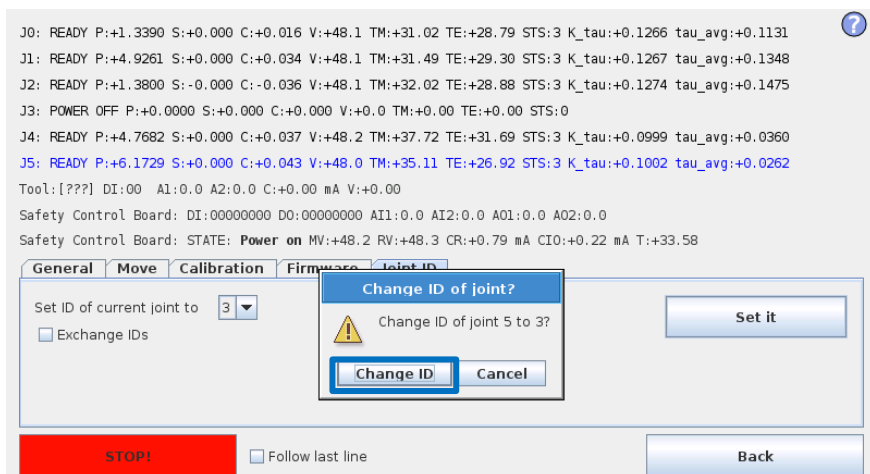 J0: READY P:+1.3390 S:+0.000 C:+0.016 V:+48.1 TM:+31.02 TE:+28.79 STS:3 K_tau:+0.1266 tau_avg:+0.1131
?
J1: READY P:+4.9261 S:+0.000 C:+0.034 V:+48.1 TM:+31.49 TE:+29.30 STS:3 K_tau:+0.1267 tau_avg:+0.1348
J2: READY P:+1.3800 S:-0.000 C:-0.036 V:+48.1 TM:+32.02 TE:+28.88 STS:3 K_tau:+0.1274 tau_avg:+0.1475
J3: POWER OFF P:+0.0000 S:+0.000 C:+0.000 V:+0.0 TM:+0.00 TE:+0.00 STS:0
J4: READY P:+4.7682 S:+0.000 C:+0.037 V:+48.2 TM:+37.72 TE:+31.69 STS:3 K_tau:+0.0999 tau_avg:+0.0360
J5: READY P:+6.1729 S:+0.000 C:+0.043 V:+48.0 TM:+35.11 TE:+26.92 STS:3 K_tau:+0.1002 tau_avg:+0.0262
Tool:[???] DI:00 A1:0.0 A2:0.0 C:+0.00 mA V:+0.00
Safety Control Board: DI:00000000 DO:00000000 AI1:0.0 AI2:0.0 AO1:0.0 AO2:0.0
Safety Control Board: STATE: Power on MV:+48.2 RV:+48.3 CR:+0.79 mA CIO:+0.22 mA T:+33.58
General Move Calibration Firmware Joint ID
Change ID of joint?
Set ID of current joint to 3
Exchange IDs
Change ID of joint 5 to 3?
Change ID Cancel
Set it
STOP! Follow last line Back